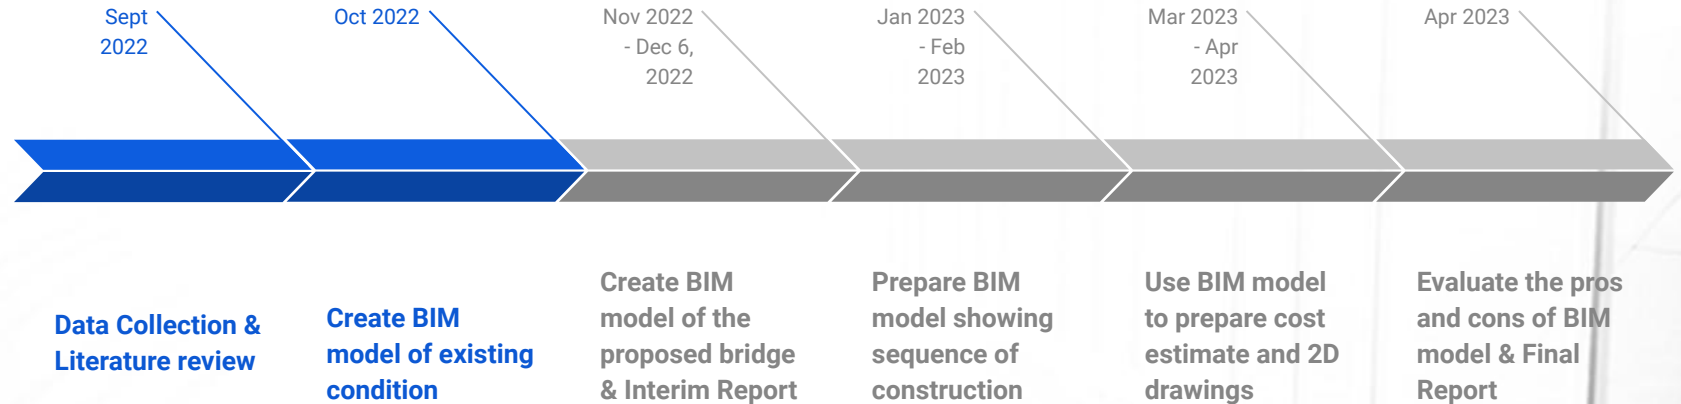 Sept
2022
Oct 2022
Nov 2022
- Dec 6,
2022
Jan 2023
- Feb
2023
Mar 2023
- Apr
2023
Apr 2023
Data Collection &
Literature review
Create BIM
model of existing
condition
Create BIM
model of the
proposed bridge
& Interim Report
Prepare BIM
model showing
sequence of
construction
Use BIM model
to prepare cost
estimate and 2D
drawings
Evaluate the pros
and cons of BIM
model & Final
Report